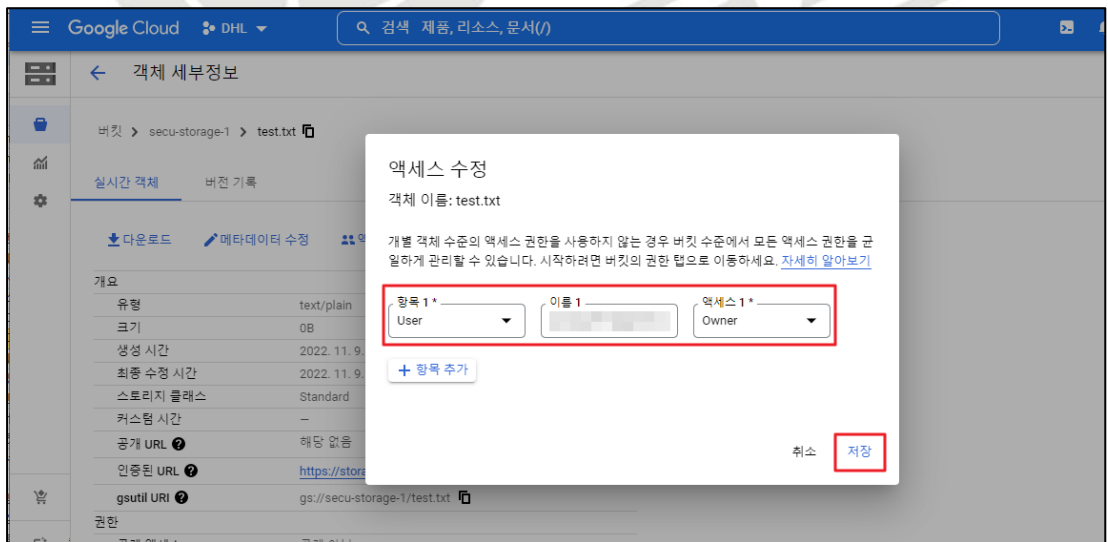 Google Cloud DHL 검색 제품, 리소스, 문서(/)
객체 세부정보
버킷 > secu-storage-1 > test.txt
실시간 객체 버전 기록
다운로드 메타데이터 수정
개요
유형 text/plain
크기 0B
생성 시간 2022. 11. 9.
최종 수정 시간 2022. 11. 9.
스토리지 클래스 Standard
커스텀 시간 —
공개 URL 해당 없음
인증된 URL https://stora
gsutil URI gs://secu-storage-1/test.txt
권한
액세스 수정
객체 이름: test.txt
개별 객체 수준의 액세스 권한을 사용하지 않는 경우 버킷 수준에서 모든 액세스 권한을 균
일하게 관리할 수 있습니다. 시작하려면 버킷의 권한 탭으로 이동하세요. 자세히 알아보기
항목 1 * 이름 1 액세스 1 *
User Owner
+ 항목 추가
취소 저장